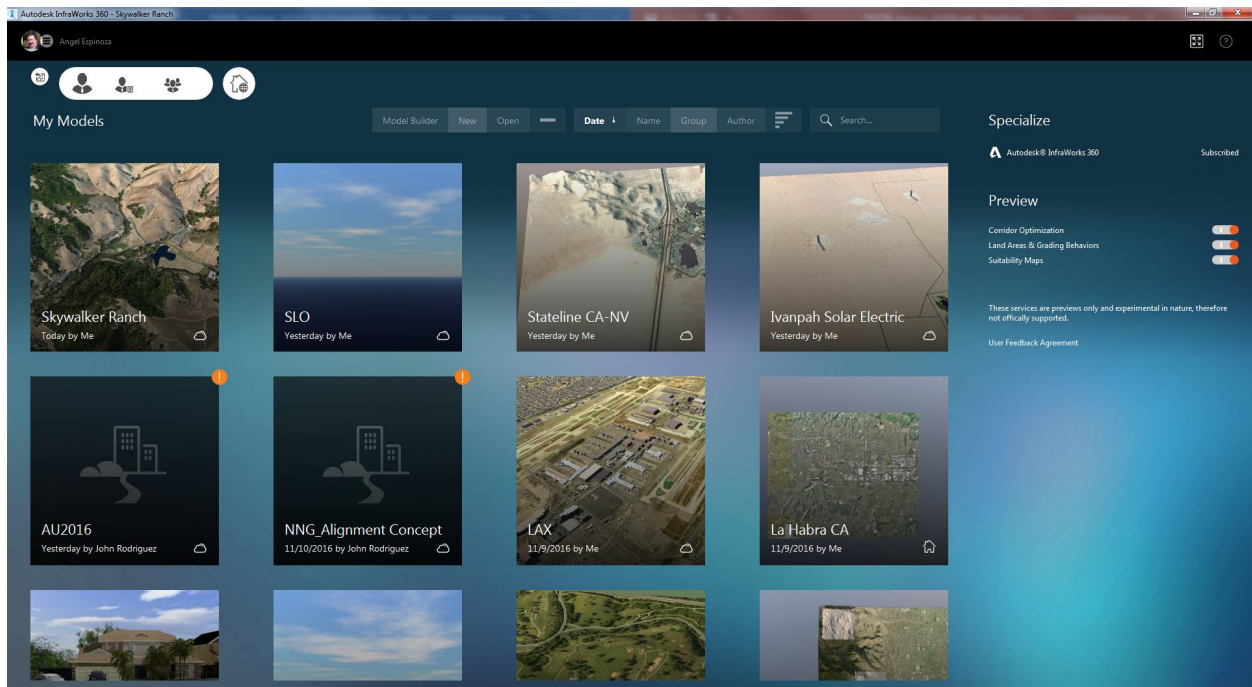 Autodesk InfraWorks 360 - Skywalker Ranch
Angel Espinoza
My Models
Model Builder New Open Date ↓ Name Group Author Search...
Skywalker Ranch
Today by Me
SLO
Yesterday by Me
Stateline CA-NV
Yesterday by Me
Ivanpah Solar Electric
Yesterday by Me
AU2016
Yesterday by John Rodriguez
NNG_Alignment Concept
11/10/2016 by John Rodriguez
LAX
11/9/2016 by Me
La Habra CA
11/9/2016 by Me
Specialize
Autodesk® InfraWorks 360 Subscribed
Preview
Corridor Optimization
Land Areas & Grading Behaviors
Suitability Maps
These services are previews only and experimental in nature, therefore
not offically supported.
User Feedback Agreement